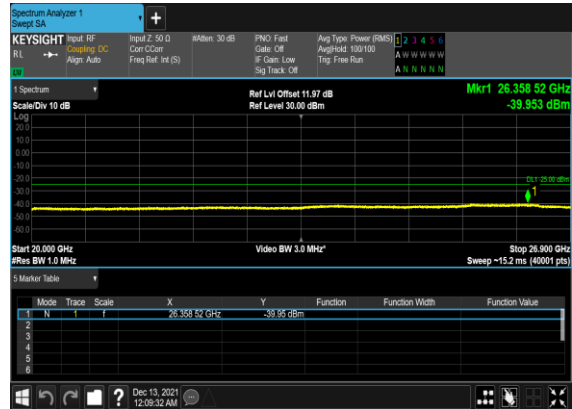 Spectrum Analyzer 1
Swept SA
+
KEYSIGHT Input: RF Input Z: 50 Ω #Atten: 30 dB PNO: Fast Avg Type: Power (RMS) 1 2 3 4 5 6
RL Coupling: DC Corr CCorr Gate: Off Avg|Hold: 100/100 A W W W W W
Align: Auto Freq Ref: Int (S) IF Gain: Low Trig: Free Run
Sig Track: Off A N N N N N
1 Spectrum
Ref Lvl Offset 11.97 dB Mkr1 26.358 52 GHz
Scale/Div 10 dB Ref Level 30.00 dBm -39.953 dBm
Log
20.0
10.0
0.00
-10.0
-20.0 DL1 -25.00 dBm
-30.0 1
-40.0
-50.0
-60.0
Start 20.000 GHz Video BW 3.0 MHz* Stop 26.900 GHz
#Res BW 1.0 MHz Sweep ~15.2 ms (40001 pts)
5 Marker Table
Mode Trace Scale X Y Function Function Width Function Value
1 N 1 f 26.358 52 GHz -39.95 dBm
2
3
4
5
6
? Dec 13, 2021
12:09:32 AM